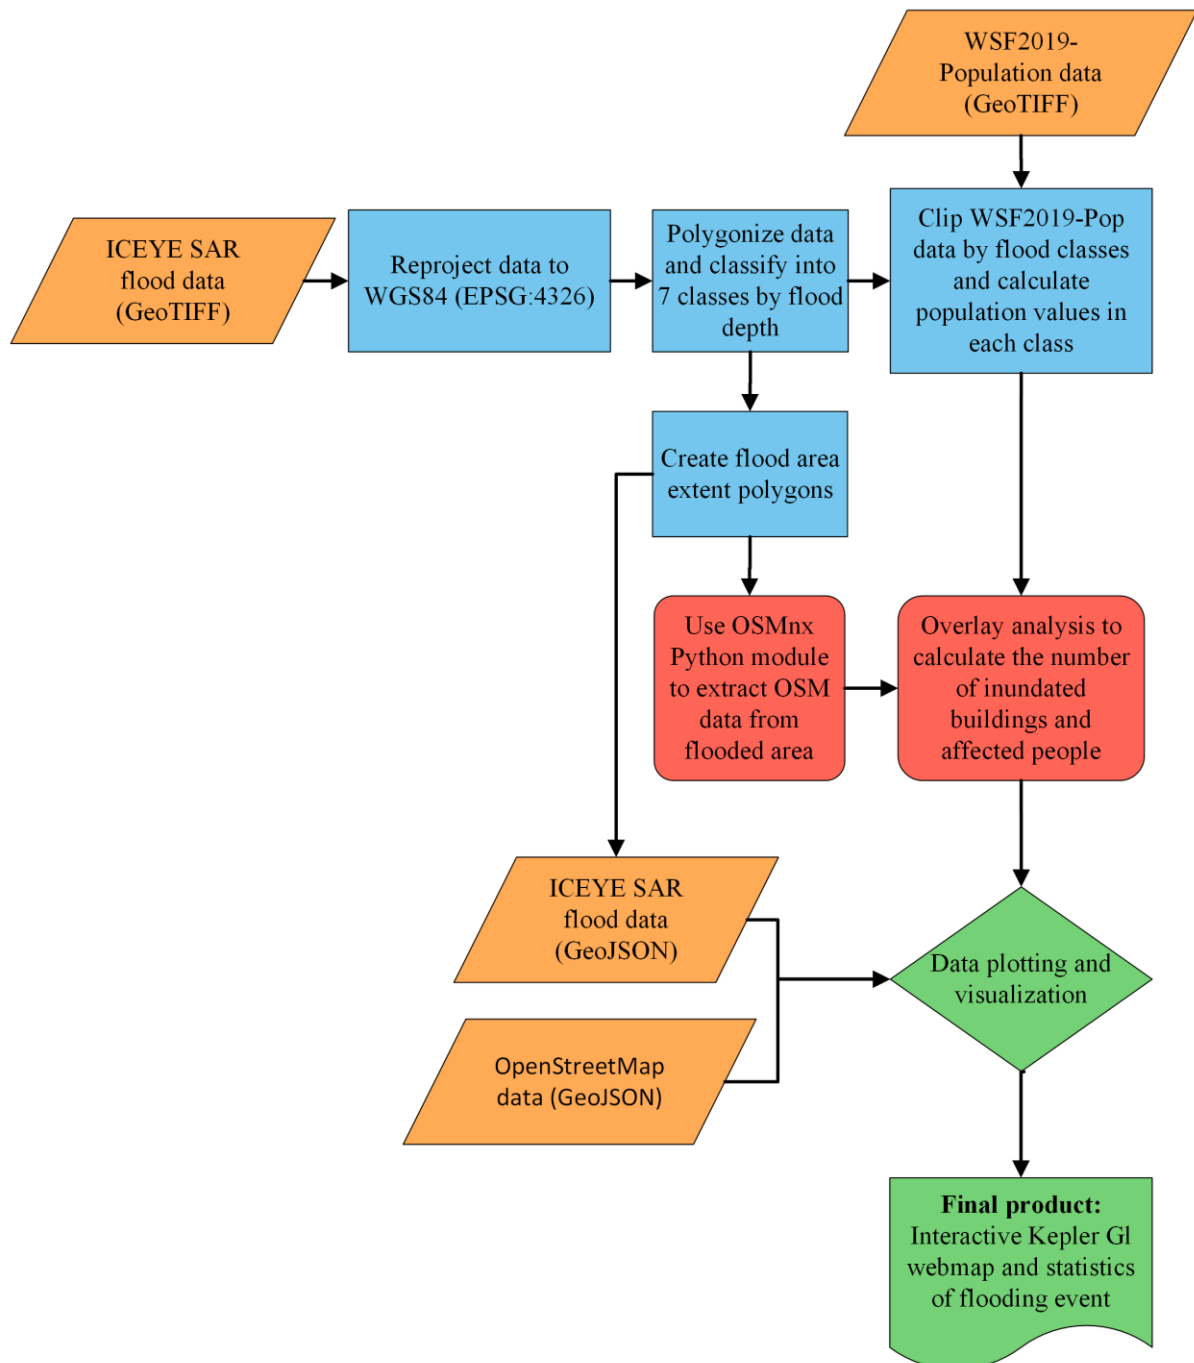 WSF2019-
Population data
(GeoTIFF)
ICEYE SAR
flood data
(GeoTIFF)
Reproject data to
WGS84 (EPSG:4326)
Polygonize data
and classify into
7 classes by flood
depth
Clip WSF2019-Pop
data by flood classes
and calculate
population values in
each class
Create flood area
extent polygons
Use OSMnx
Python module
to extract OSM
data from
flooded area
Overlay analysis to
calculate the number
of inundated
buildings and
affected people
ICEYE SAR
flood data
(GeoJSON)
Data plotting and
visualization
OpenStreetMap
data (GeoJSON)
Final product:
Interactive Kepler Gl
webmap and statistics
of flooding event